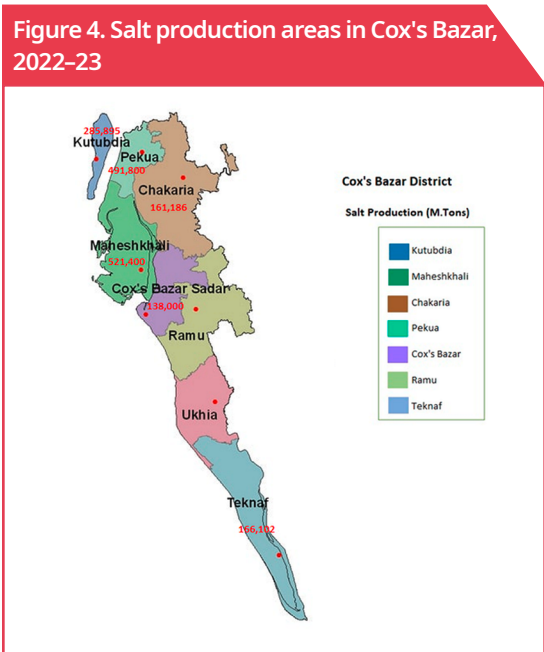 Figure 4. Salt production areas in Cox's Bazar,
2022–23
285,895
Kutubdia
Pekua
491,800
Chakaria
161,186
Maheshkhali
521,400
Cox's Bazar Sadar
138,000
Ramu
Ukhia
Teknaf
166,102
Cox's Bazar District
Salt Production (M.Tons)
Kutubdia
Maheshkhali
Chakaria
Pekua
Cox's Bazar
Ramu
Teknaf